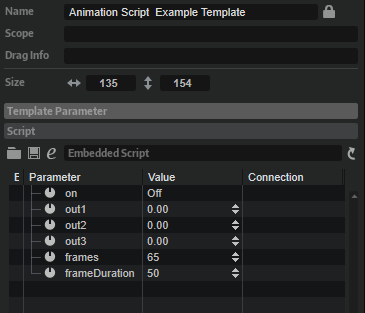 Name Animation Script Example Template
Scope
Drag Info
Size 135 154
Template Parameter
Script
e Embedded Script
E Parameter Value Connection
on Off
out1 0.00
out2 0.00
out3 0.00
frames 65
frameDuration 50